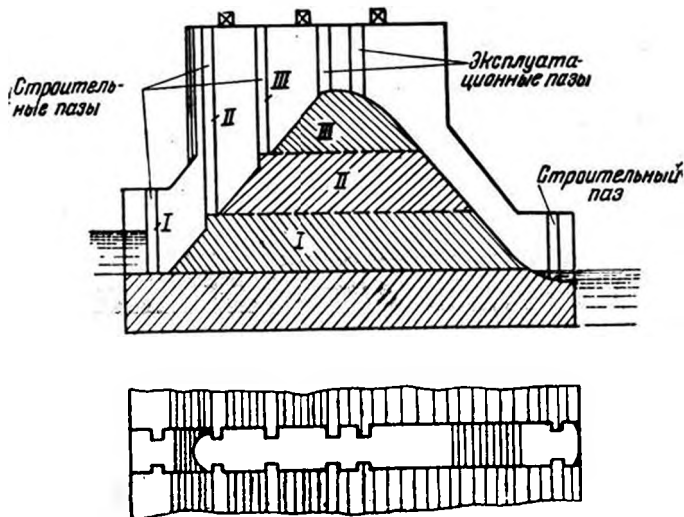 Строитель-
ные пазы
Эксплуата-
ционные пазы
III
II
III
Строительный
паз
II
I
I